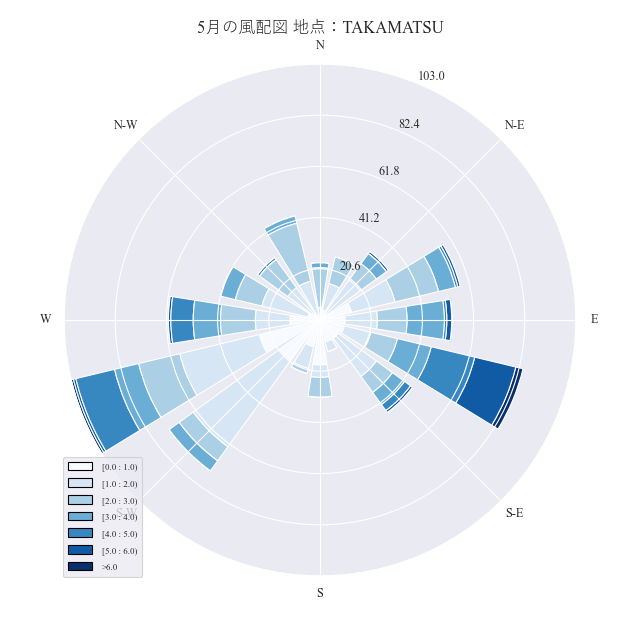 5月の風配図 地点：TAKAMATSU
N
103.0
N-W
82.4
N-E
61.8
41.2
20.6
W
E
S-W
S-E
S
[0.0 : 1.0)
[1.0 : 2.0)
[2.0 : 3.0)
[3.0 : 4.0)
[4.0 : 5.0)
[5.0 : 6.0)
>6.0